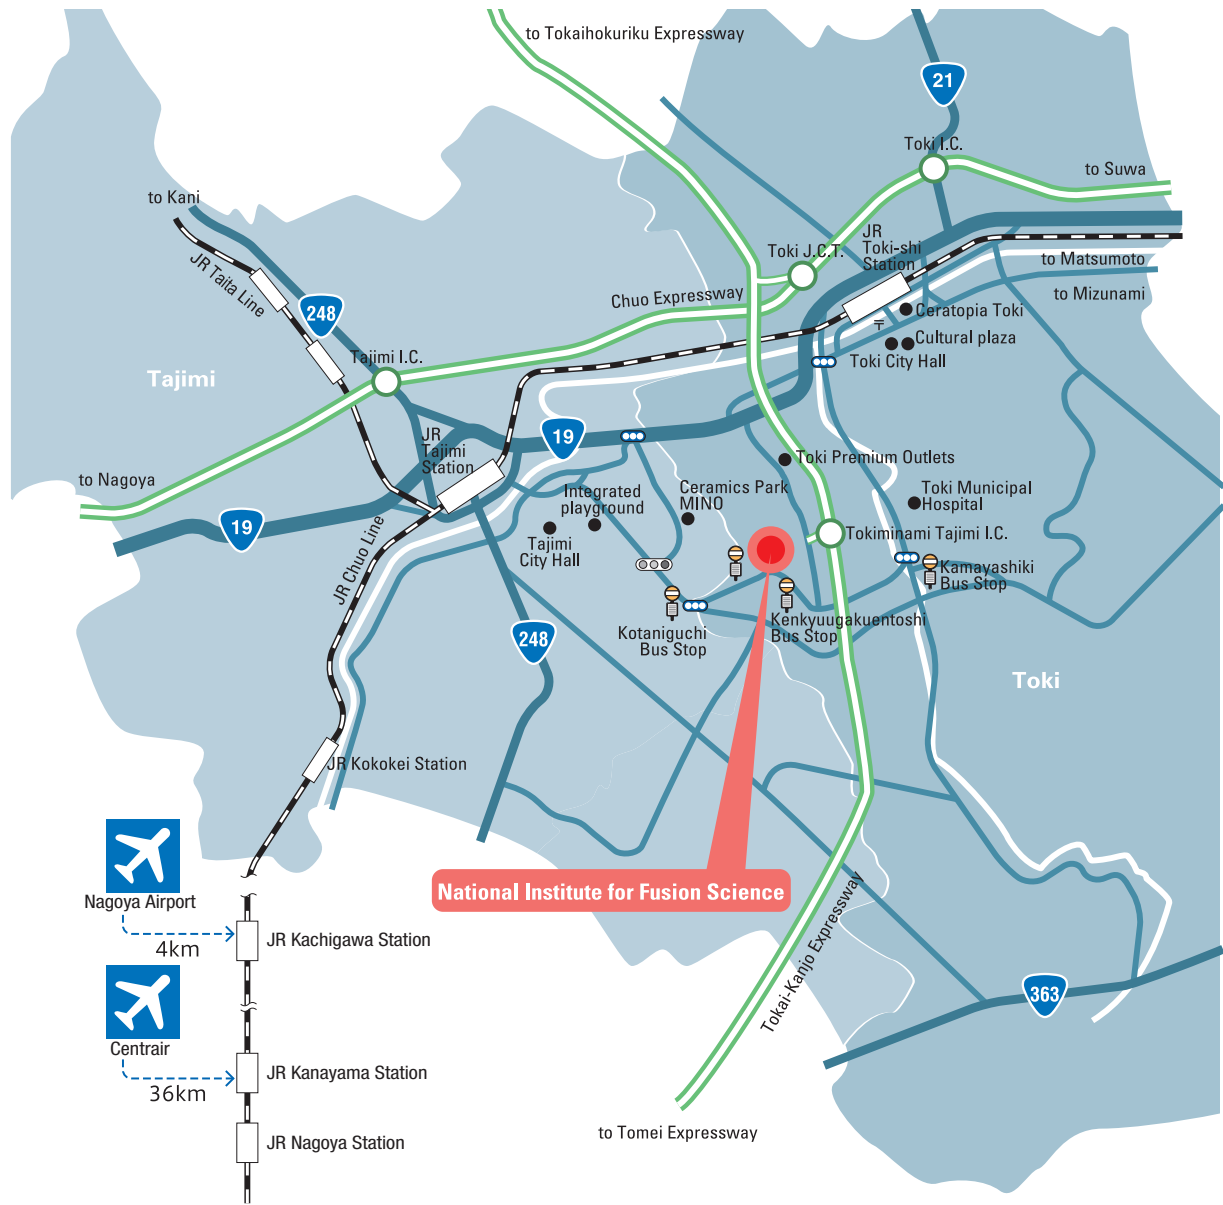 to Tokaihokuriku Expressway
21
Toki I.C.
to Suwa
to Kani
JR
Toki-shi
Station
Toki J.C.T.
to Matsumoto
JR Taita Line
to Mizunami
Chuo Expressway
248
Ceratopia Toki
〒
Cultural plaza
Toki City Hall
Tajimi I.C.
Tajimi
JR
Tajimi
Station
19
Toki Premium Outlets
to Nagoya
Integrated
playground
Ceramics Park
MINO
Toki Municipal
Hospital
19
Tajimi
City Hall
Tokiminami Tajimi I.C.
JR Chuo Line
Kamayashiki
Bus Stop
248
Kotaniguchi
Bus Stop
Kenkyuugakuentoshi
Bus Stop
Toki
JR Kokokei Station
National Institute for Fusion Science
Nagoya Airport
4km
JR Kachigawa Station
Tokai-Kanjo Expressway
363
Centrair
36km
JR Kanayama Station
to Tomei Expressway
JR Nagoya Station